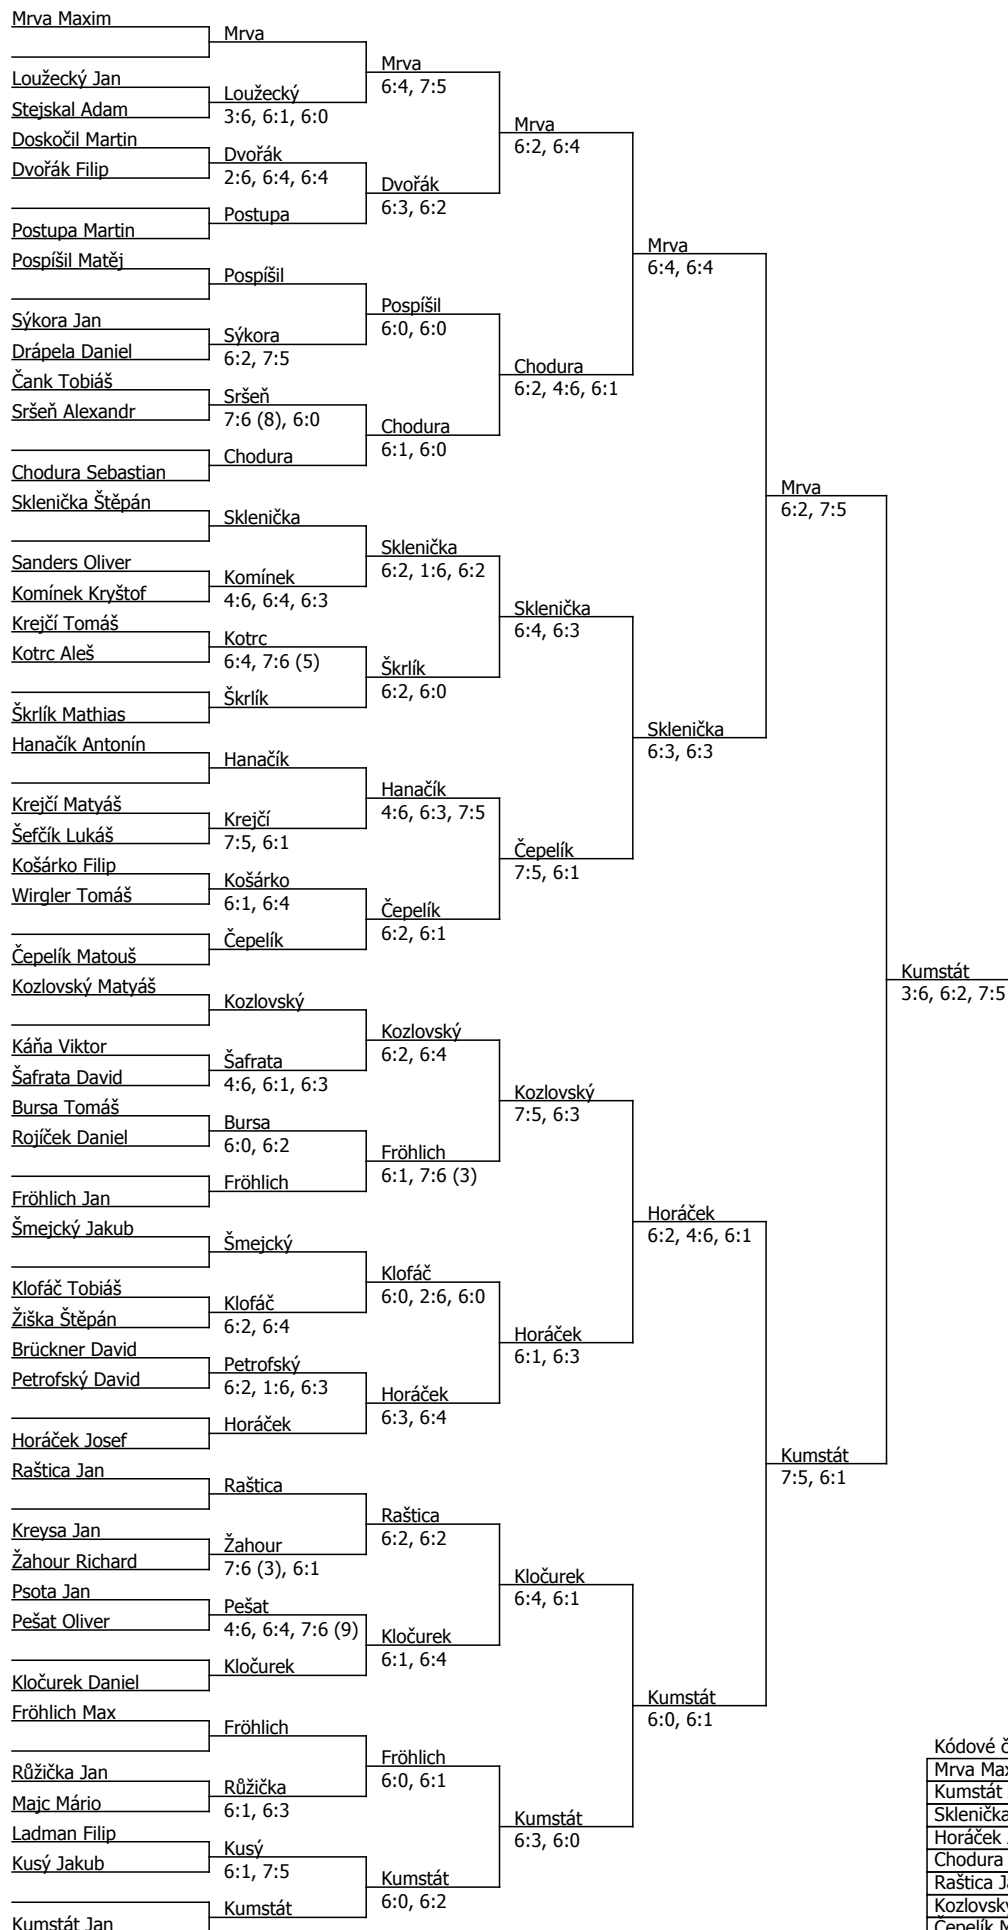 Mrva Maxim
Loužecký Jan
Stejskal Adam
Doskočil Martin
Dvořák Filip
Postupa Martin
Pospíšil Matěj
Sýkora Jan
Drápela Daniel
Čank Tobiáš
Sršeň Alexandr
Chodura Sebastian
Sklenička Štěpán
Sanders Oliver
Komínek Kryštof
Krejčí Tomáš
Kotrc Aleš
Škrlík Mathias
Hanačík Antonín
Krejčí Matyáš
Šefčík Lukáš
Košárko Filip
Wirgler Tomáš
Čepelík Matouš
Kozlovský Matyáš
Káňa Viktor
Šafrata David
Bursa Tomáš
Rojíček Daniel
Fröhlich Jan
Šmejcký Jakub
Klofáč Tobiáš
Žiška Štěpán
Brückner David
Petrofský David
Horáček Josef
Raštica Jan
Kreysa Jan
Žahour Richard
Psota Jan
Pešat Oliver
Kločurek Daniel
Fröhlich Max
Růžička Jan
Majc Mário
Ladman Filip
Kusý Jakub
Kumstát Jan
Mrva
Loužecký
3:6, 6:1, 6:0
Dvořák
2:6, 6:4, 6:4
Postupa
Pospíšil
Sýkora
6:2, 7:5
Sršeň
7:6 (8), 6:0
Chodura
Sklenička
Komínek
4:6, 6:4, 6:3
Kotrc
6:4, 7:6 (5)
Škrlík
Hanačík
Krejčí
7:5, 6:1
Košárko
6:1, 6:4
Čepelík
Kozlovský
Šafrata
4:6, 6:1, 6:3
Bursa
6:0, 6:2
Fröhlich
Šmejcký
Klofáč
6:2, 6:4
Petrofský
6:2, 1:6, 6:3
Horáček
Raštica
Žahour
7:6 (3), 6:1
Pešat
4:6, 6:4, 7:6 (9)
Kločurek
Fröhlich
Růžička
6:1, 6:3
Kusý
6:1, 7:5
Kumstát
Mrva
6:4, 7:5
Dvořák
6:3, 6:2
Pospíšil
6:0, 6:0
Chodura
6:1, 6:0
Sklenička
6:2, 1:6, 6:2
Škrlík
6:2, 6:0
Hanačík
4:6, 6:3, 7:5
Čepelík
6:2, 6:1
Kozlovský
6:2, 6:4
Fröhlich
6:1, 7:6 (3)
Klofáč
6:0, 2:6, 6:0
Horáček
6:3, 6:4
Raštica
6:2, 6:2
Kločurek
6:1, 6:4
Fröhlich
6:0, 6:1
Kumstát
6:0, 6:2
Mrva
6:2, 6:4
Chodura
6:2, 4:6, 6:1
Sklenička
6:4, 6:3
Čepelík
7:5, 6:1
Kozlovský
7:5, 6:3
Horáček
6:1, 6:3
Kločurek
6:4, 6:1
Kumstát
6:3, 6:0
Mrva
6:4, 6:4
Sklenička
6:3, 6:3
Horáček
6:2, 4:6, 6:1
Kumstát
6:0, 6:1
Mrva
6:2, 7:5
Kumstát
7:5, 6:1
Kumstát
3:6, 6:2, 7:5
Kódové č
Mrva Max
Kumstát
Sklenička
Horáček
Chodura
Raštica Ja
Kozlovský
Čepelík M